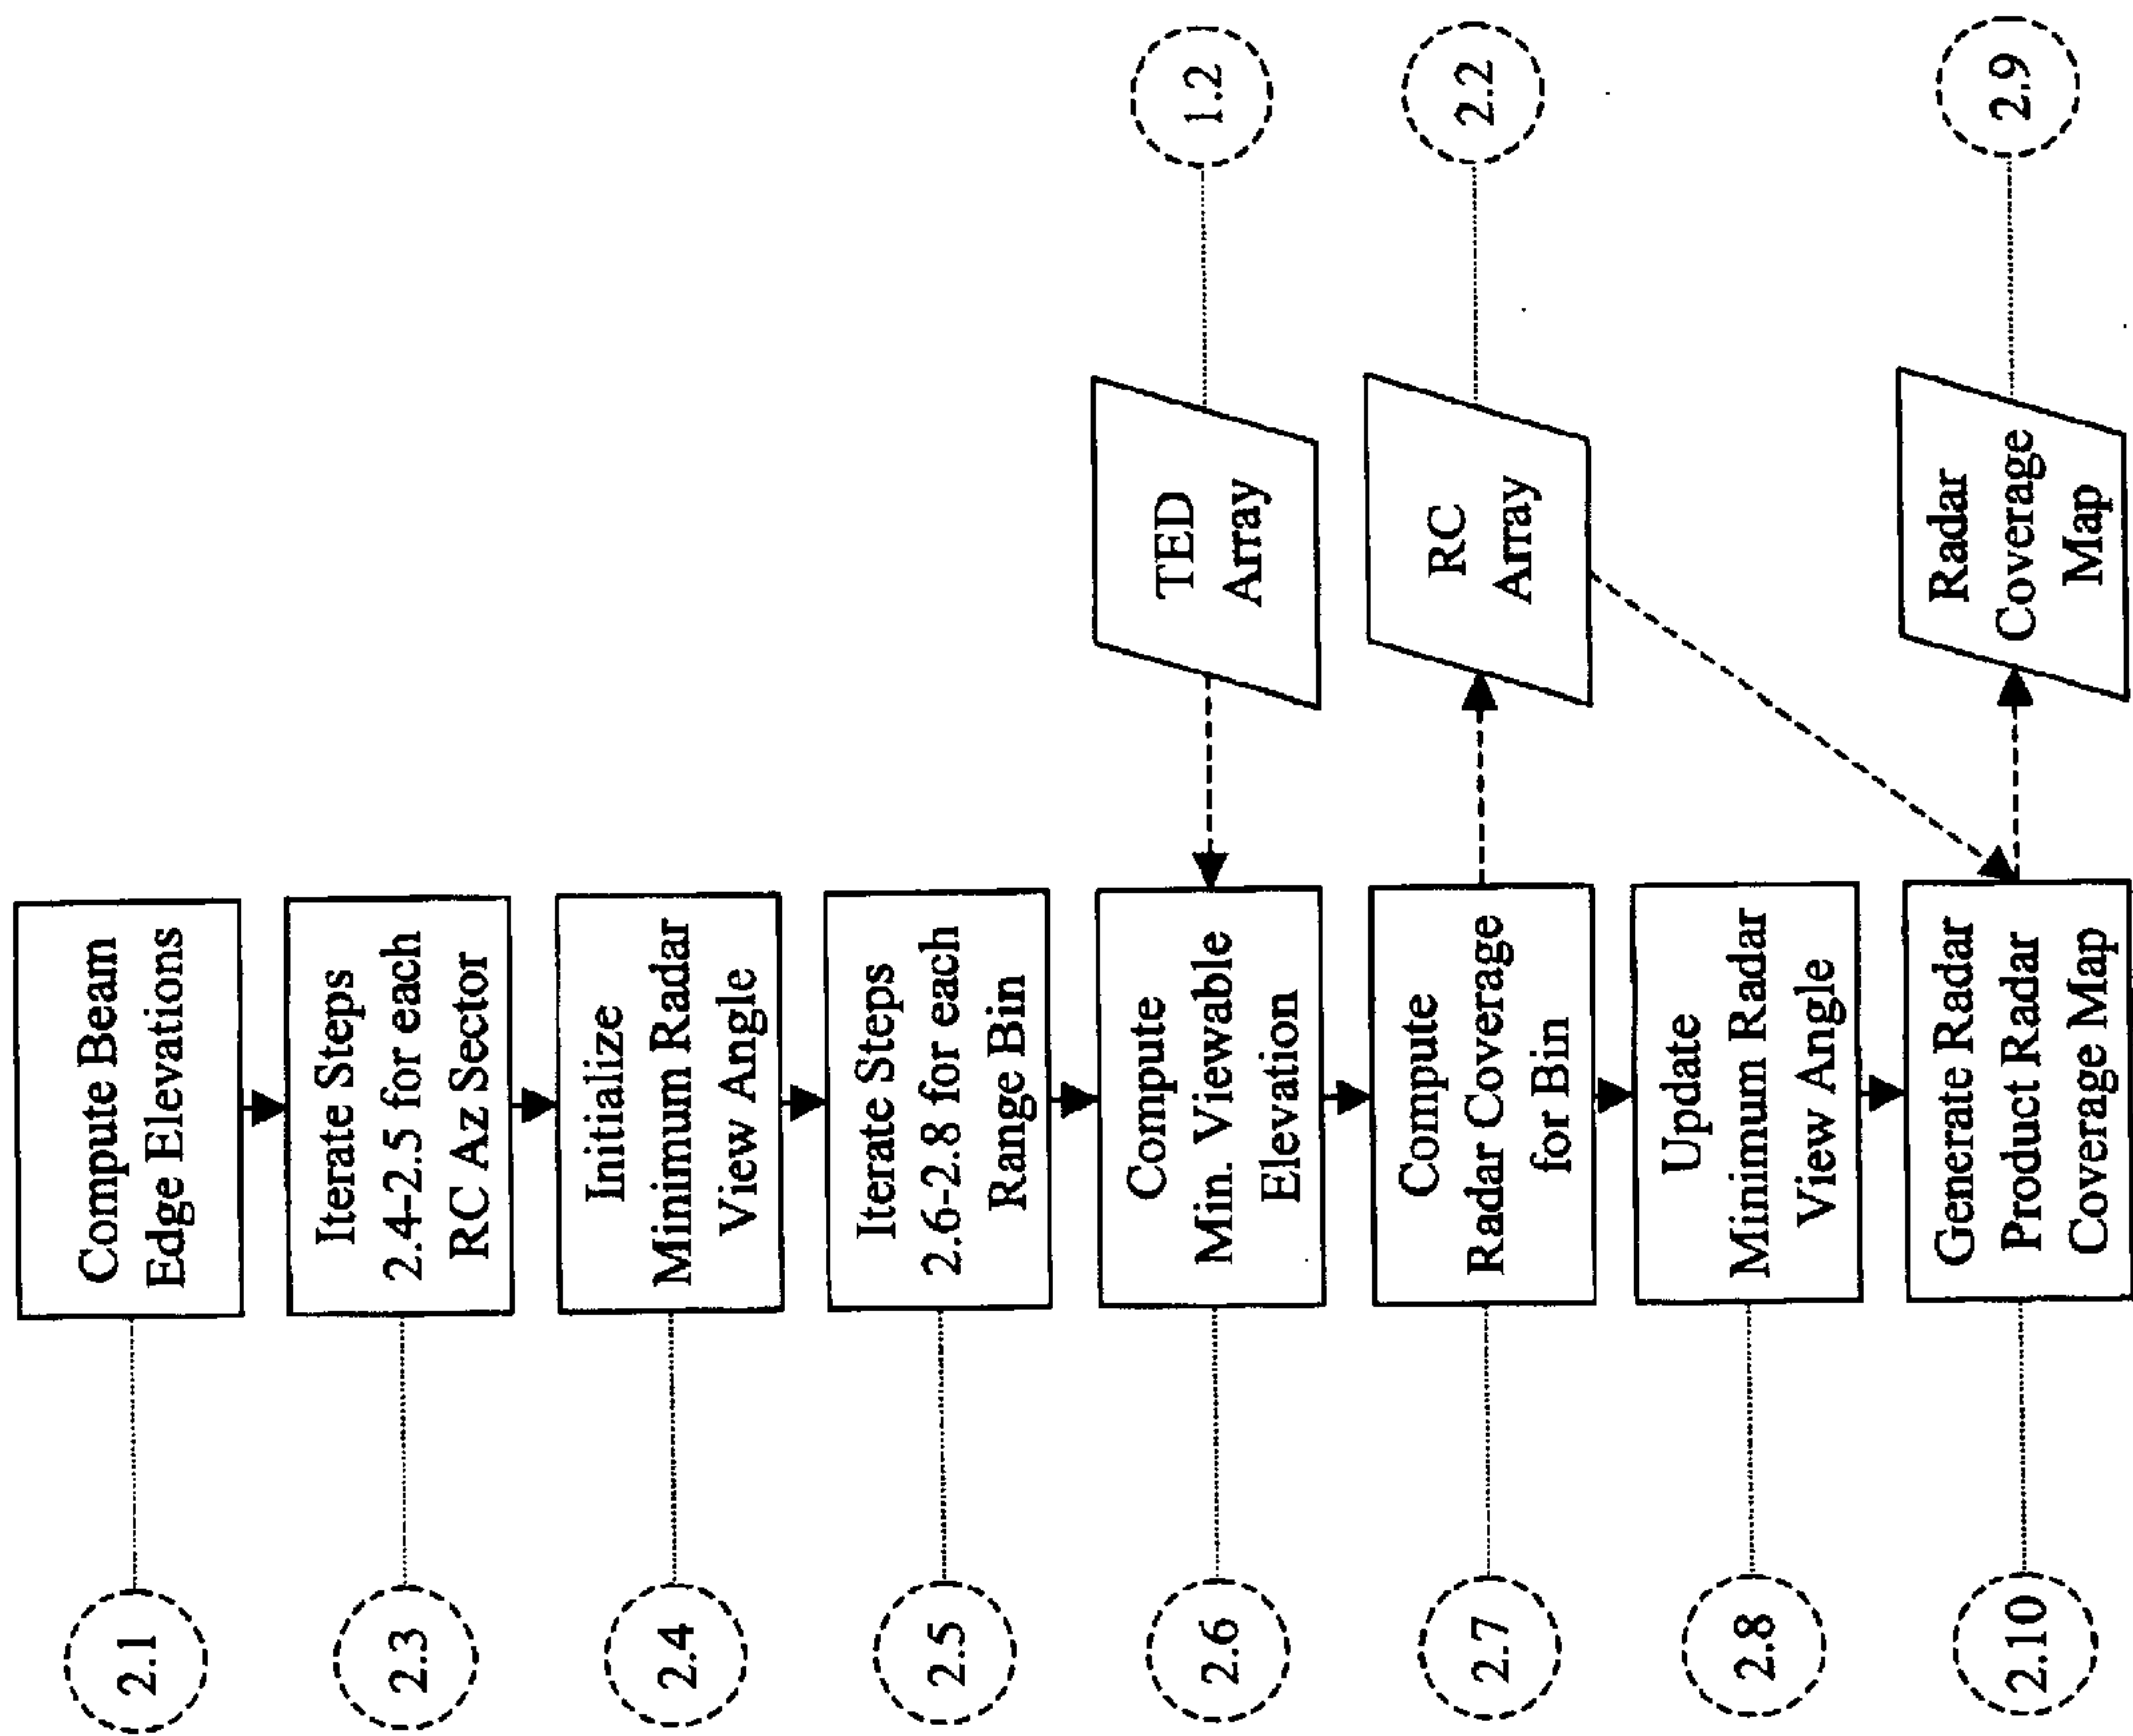 2.1
Compute Beam
Edge Elevations
2.3
Iterate Steps
2.4-2.5 for each
RC Az Sector
2.4
Initialize
Minimum Radar
View Angle
2.5
Iterate Steps
2.6-2.8 for each
Range Bin
2.6
Compute
Min. Viewable
Elevation
TED
Array
1.2
2.7
Compute
Radar Coverage
for Bin
RC
Array
2.2
2.8
Update
Minimum Radar
View Angle
2.10
Generate Radar
Product Radar
Coverage Map
Radar
Coverage
Map
2.9